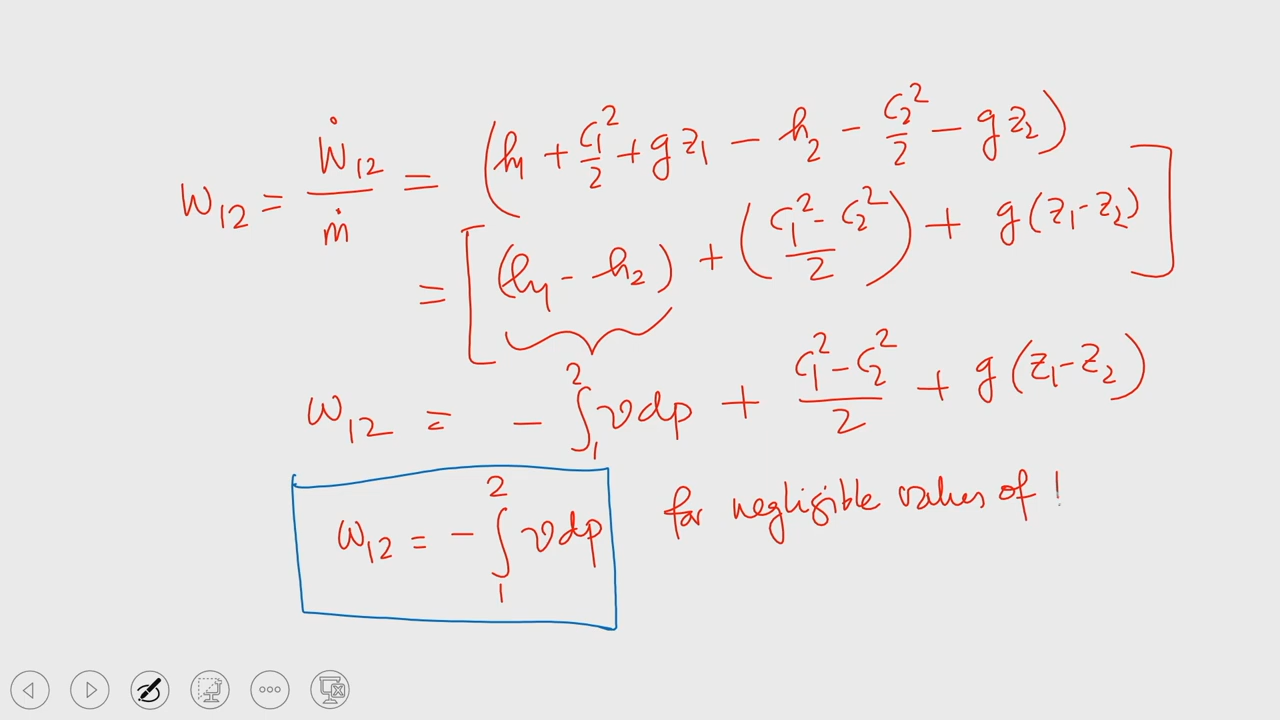 w₁₂ = Ẇ₁₂/ṁ = (h₁ + C₁²/2 + gz₁ − h₂ − C₂²/2 − gz₂)
= [(h₁ − h₂) + (C₁² − C₂²/2) + g(z₁−z₂)]
w₁₂ = − ∫₁² v dp + C₁² − C₂²/2 + g(z₁−z₂)
w₁₂ = − ∫₁² v dp for negligible values of